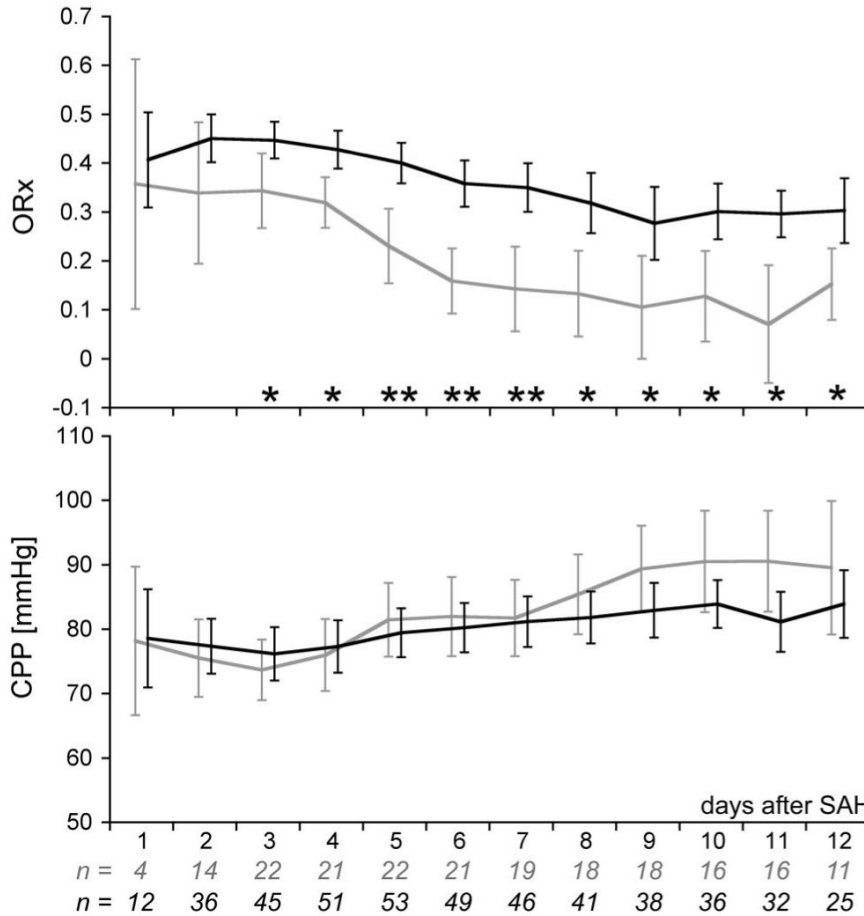 0.7
0.6
0.5
0.4
0.3
0.2
0.1
0
-0.1
ORx
* * ** ** ** * * * * *
110
100
90
80
70
60
50
CPP [mmHg]
days after SAH
1 2 3 4 5 6 7 8 9 10 11 12
n = 4 14 22 21 22 21 19 18 18 16 16 11
n = 12 36 45 51 53 49 46 41 38 36 32 25